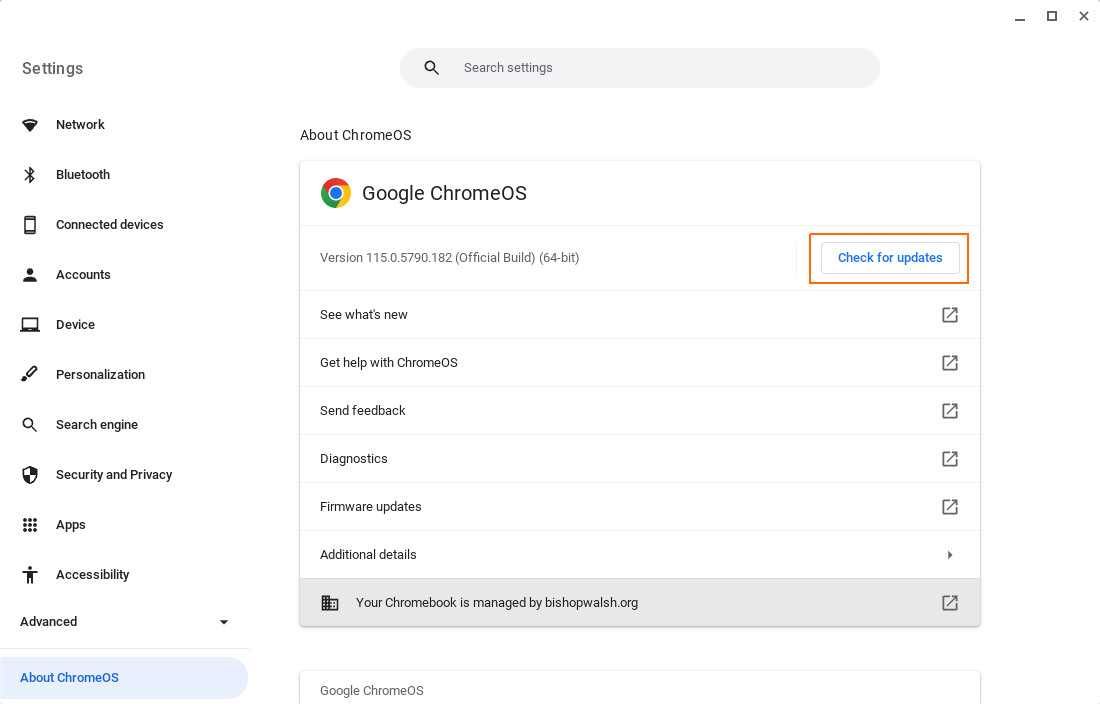 Settings
Search settings
Network
Bluetooth
Connected devices
Accounts
Device
Personalization
Search engine
Security and Privacy
Apps
Accessibility
Advanced
About ChromeOS
About ChromeOS
Google ChromeOS
Version 115.0.5790.182 (Official Build) (64-bit)
Check for updates
See what's new
Get help with ChromeOS
Send feedback
Diagnostics
Firmware updates
Additional details
Your Chromebook is managed by bishopwalsh.org
Google ChromeOS